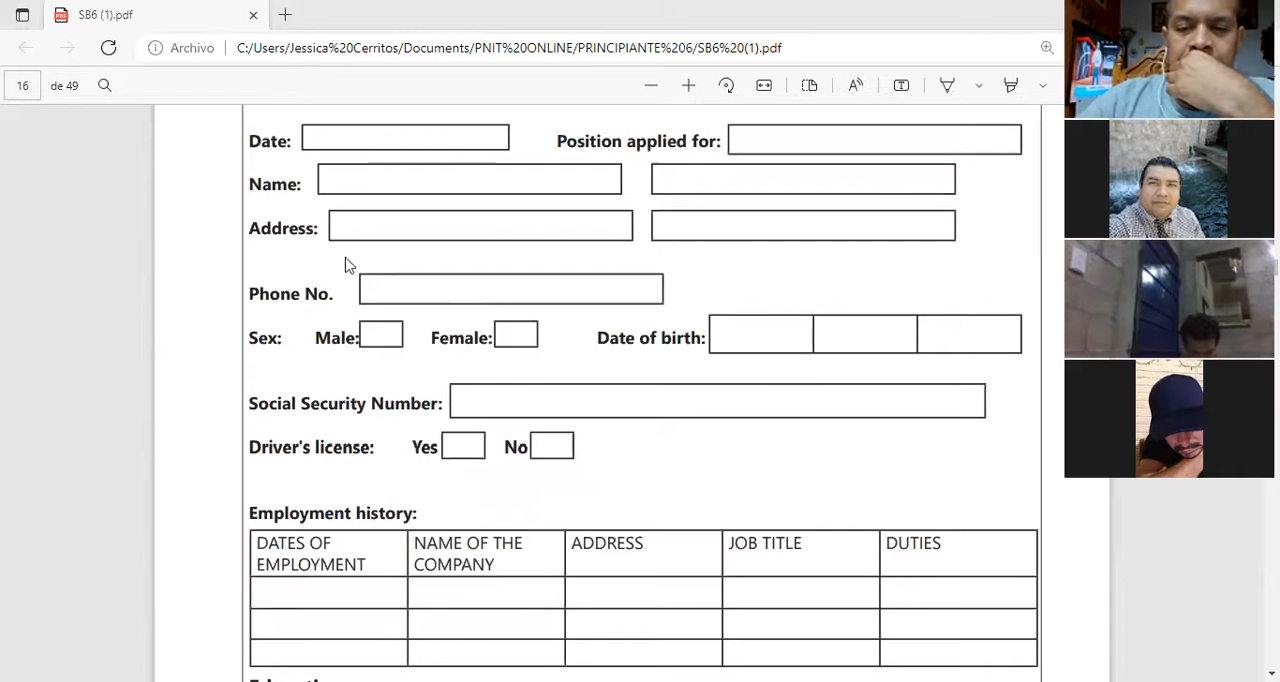 SB6 (1).pdf
Archivo C:/Users/Jessica%20Cerritos/Documents/PNIT%20ONLINE/PRINCIPIANTE%206/SB6%20(1).pdf
16 de 49
Date: Position applied for:
Name:
Address:
Phone No.
Sex: Male: Female: Date of birth:
Social Security Number:
Driver's license: Yes No
Employment history:
DATES OF EMPLOYMENT NAME OF THE COMPANY ADDRESS JOB TITLE DUTIES